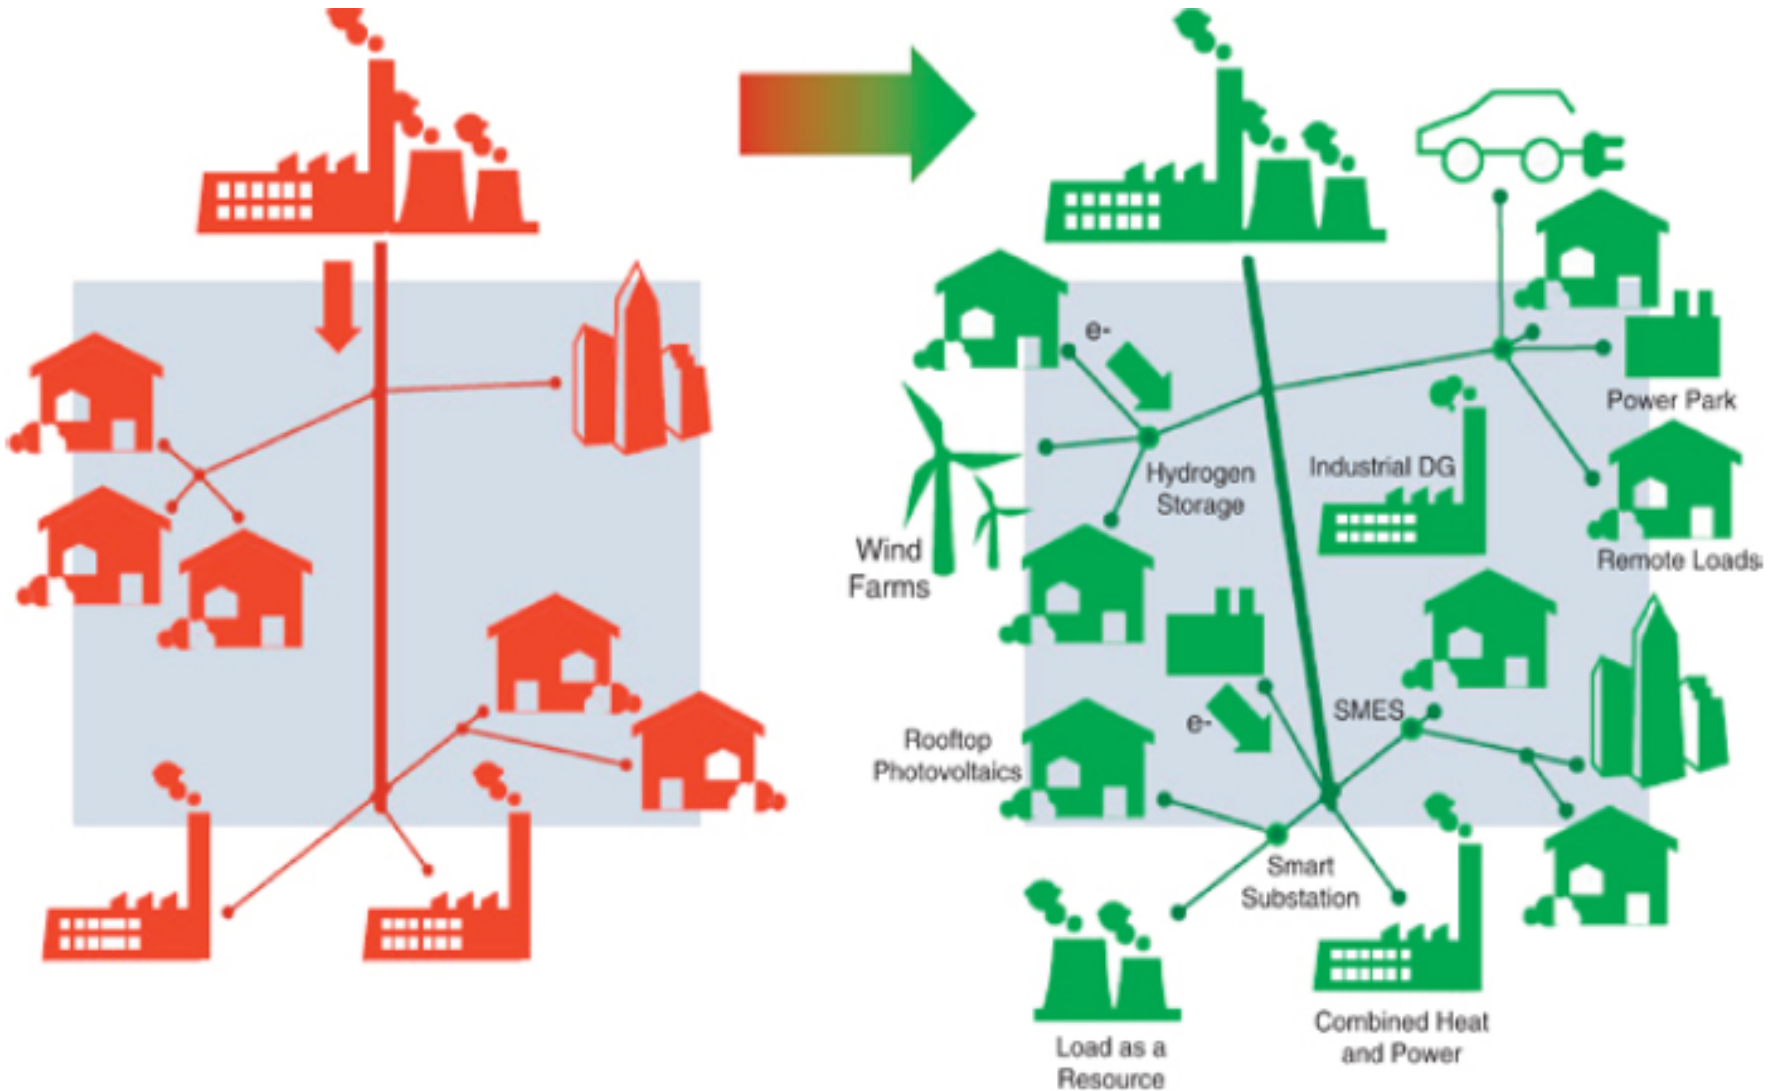 e-
Power Park
Industrial DG
Hydrogen
Storage
Wind
Farms
Remote Loads
SMES
e-
Rooftop
Photovoltaics
Smart
Substation
Combined Heat
and Power
Load as a
Resource